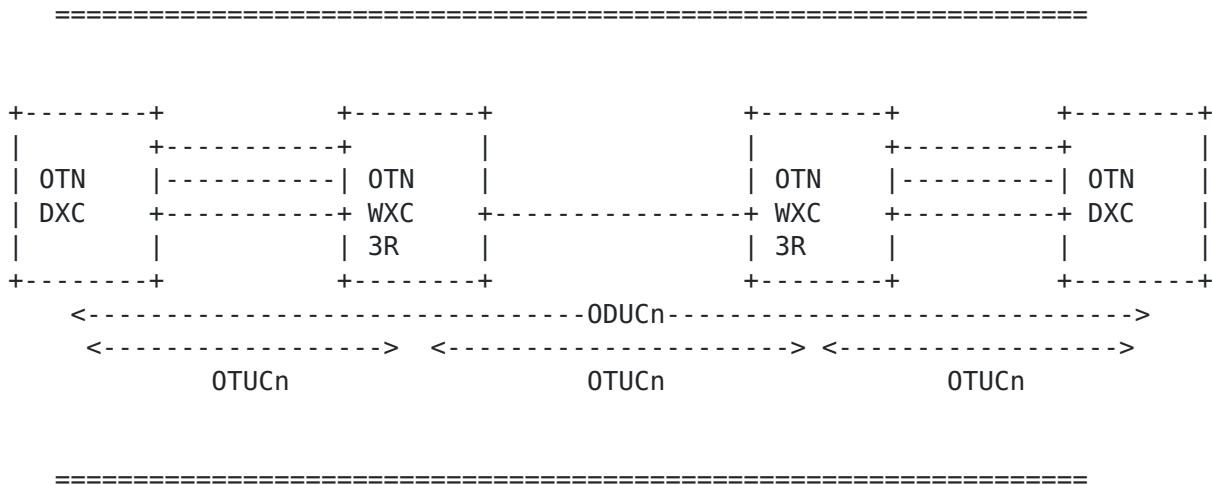 ====================================================================
+--------+ +--------+ +--------+ +--------+
| +-----------+ | | +----------+ |
| OTN |-----------| OTN | | OTN |----------| OTN |
| DXC +-----------+ WXC +----------------+ WXC +----------+ DXC |
| | | 3R | | 3R | | |
+--------+ +--------+ +--------+ +--------+
<--------------------------------ODUCn------------------------------>
<------------------> <----------------------> <------------------>
OTUCn OTUCn OTUCn
====================================================================